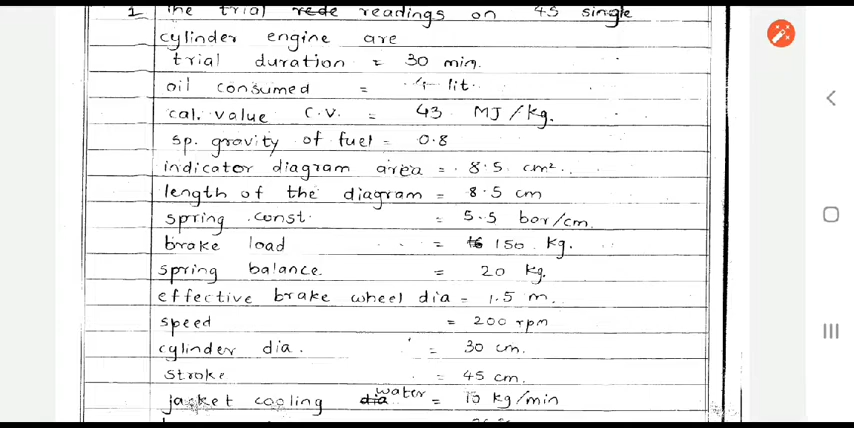 1 The trial rede readings on 4S single
cylinder engine are
trial duration = 30 min.
oil consumed = lit.
cal. value C.V. = 43 MJ/kg.
sp. gravity of fuel = 0.8
indicator diagram area = 8.5 cm².
length of the diagram = 8.5 cm
spring const. = 5.5 bar/cm.
brake load = 150 kg.
spring balance = 20 kg.
effective brake wheel dia = 1.5 m.
speed = 200 rpm
cylinder dia. = 30 cm.
stroke = 45 cm.
jacket cooling dia water = kg/min